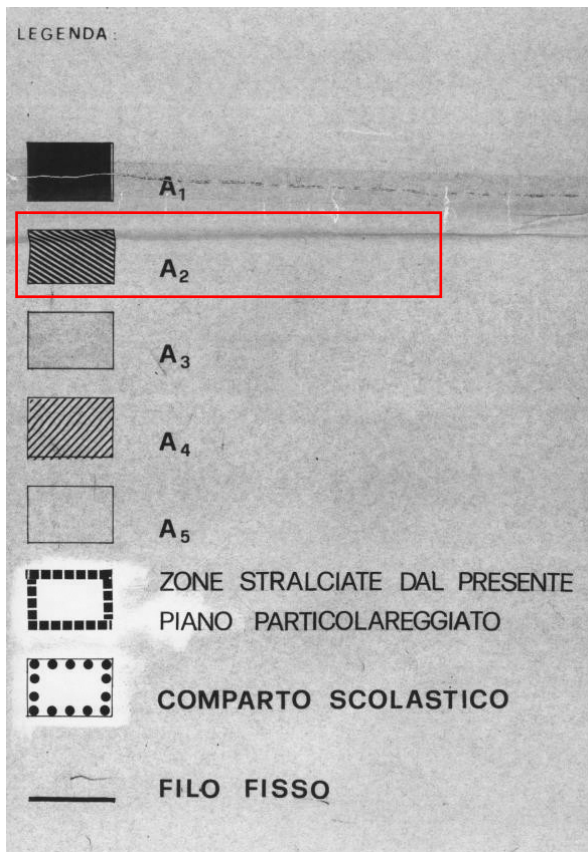 LEGENDA:
A1
A2
A3
A4
A5
ZONE STRALCIATE DAL PRESENTE
PIANO PARTICOLAREGGIATO
COMPARTO SCOLASTICO
FILO FISSO